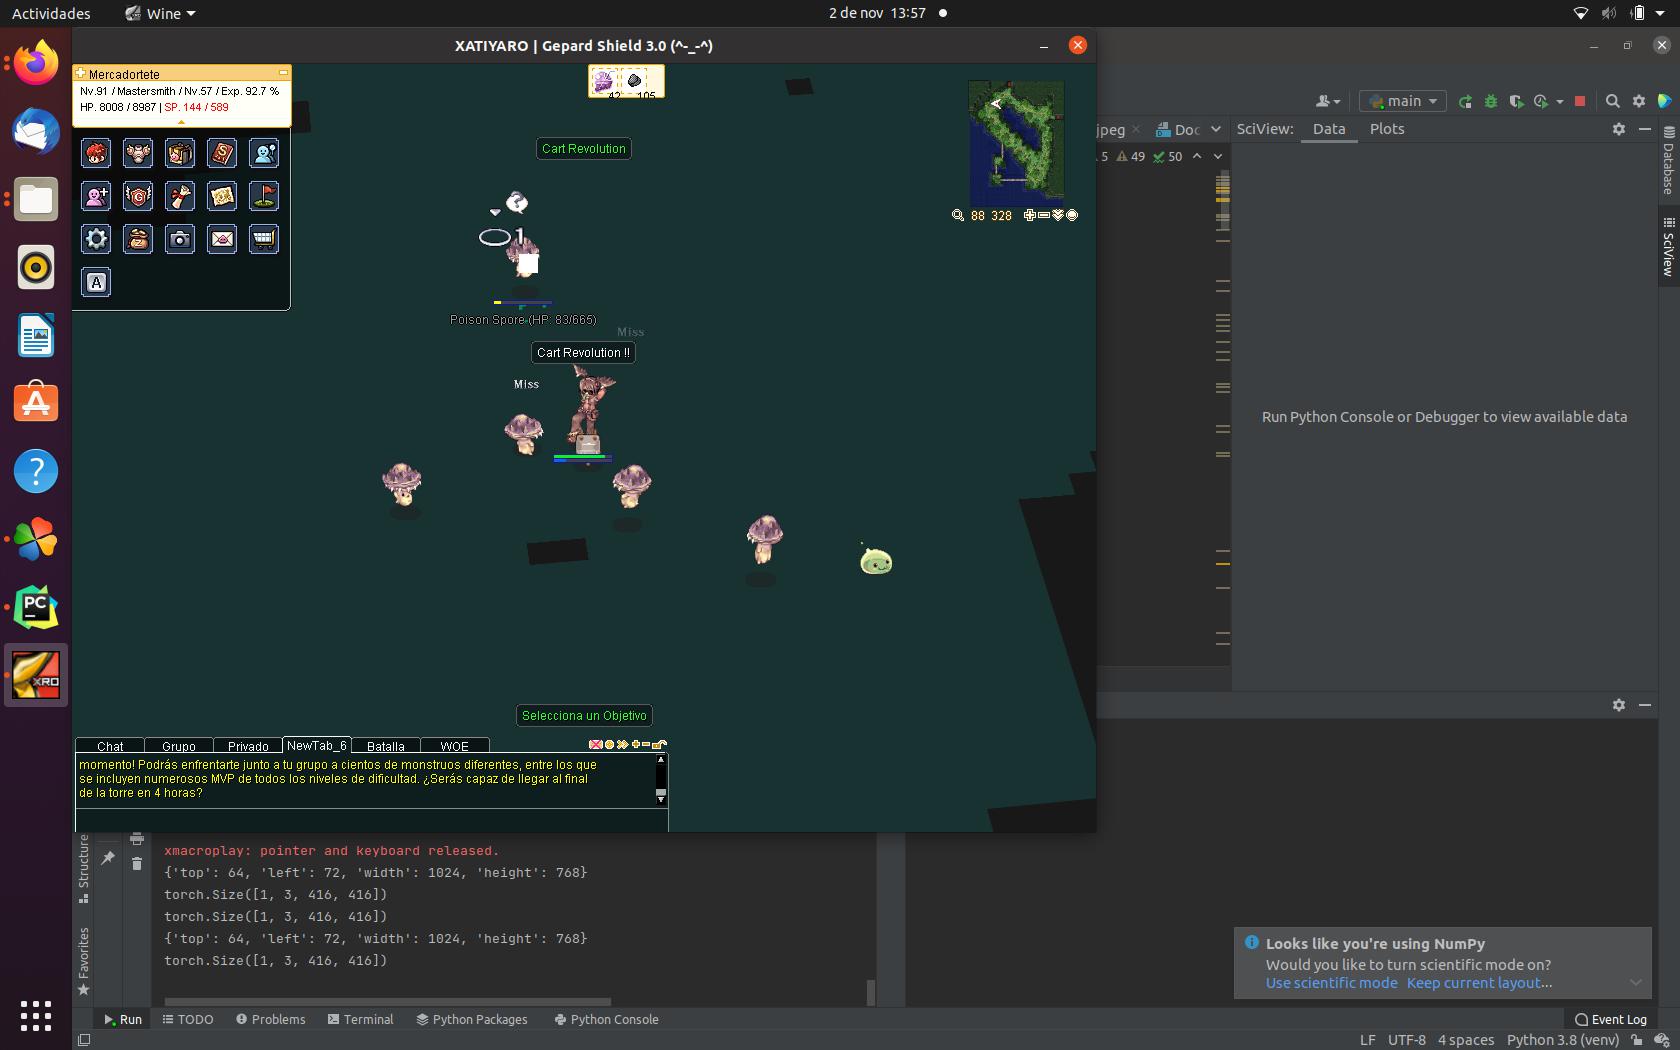 Actividades
Wine
2 de nov 13:57
XATIYARO | Gepard Shield 3.0 (^-_-^)
Mercadortete
Nv.91 / Mastersmith / Nv.57 / Exp. 92.7 %
HP. 8008 / 8987 | SP. 144 / 589
42 105
Cart Revolution
1
Poison Spore (HP: 83/665)
Miss
Cart Revolution !!
Miss
88 328
A
Selecciona un Objetivo
Chat Grupo Privado NewTab_6 Batalla WOE
momento! Podrás enfrentarte junto a tu grupo a cientos de monstruos diferentes, entre los que
se incluyen numerosos MVP de todos los niveles de dificultad. ¿Serás capaz de llegar al final
de la torre en 4 horas?
main
jpeg
Doc
SciView: Data Plots
5 49 50
Database
SciView
Run Python Console or Debugger to view available data
XRO
PC
Structure
Favorites
xmacroplay: pointer and keyboard released.
{'top': 64, 'left': 72, 'width': 1024, 'height': 768}
torch.Size([1, 3, 416, 416])
torch.Size([1, 3, 416, 416])
{'top': 64, 'left': 72, 'width': 1024, 'height': 768}
torch.Size([1, 3, 416, 416])
Looks like you're using NumPy
Would you like to turn scientific mode on?
Use scientific mode Keep current layout...
Run TODO Problems Terminal Python Packages Python Console
Event Log
LF UTF-8 4 spaces Python 3.8 (venv)